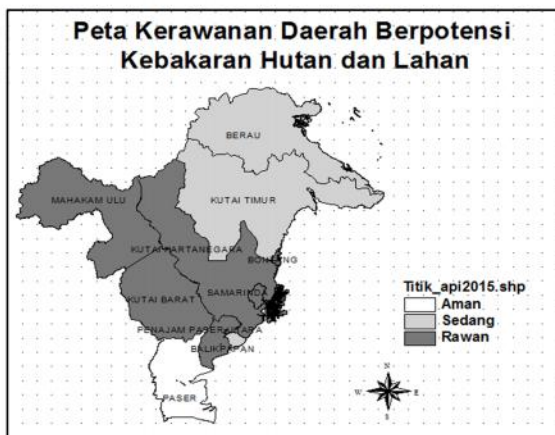 Peta Kerawanan Daerah Berpotensi
Kebakaran Hutan dan Lahan
BERAU
MAHAKAM ULU
KUTAI TIMUR
KUTAI KARTANEGARA
BONTANG
KUTAI BARAT
SAMARINDA
PENAJAM PASER UTARA
BALIKPAPAN
PASER
Titik_api2015.shp
Aman
Sedang
Rawan
N
W
E
S